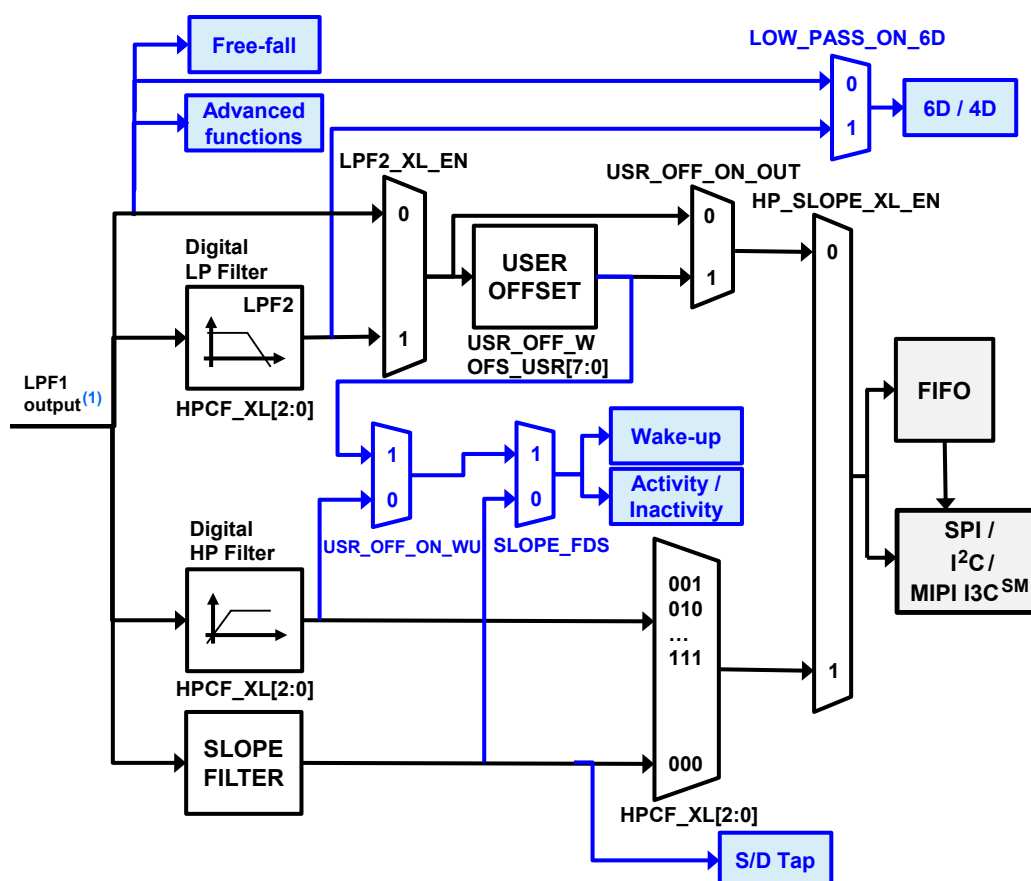 Free-fall
LOW_PASS_ON_6D
0
1
6D / 4D
Advanced
functions
LPF2_XL_EN
0
1
USR_OFF_ON_OUT
0
1
HP_SLOPE_XL_EN
0
1
Digital
LP Filter
LPF2
HPCF_XL[2:0]
USER
OFFSET
USR_OFF_W
OFS_USR[7:0]
LPF1
output(1)
FIFO
1
0
USR_OFF_ON_WU
1
0
SLOPE_FDS
Wake-up
Activity /
Inactivity
SPI /
I²C /
MIPI I3C℠
Digital
HP Filter
HPCF_XL[2:0]
001
010
...
111
000
HPCF_XL[2:0]
SLOPE
FILTER
S/D Tap